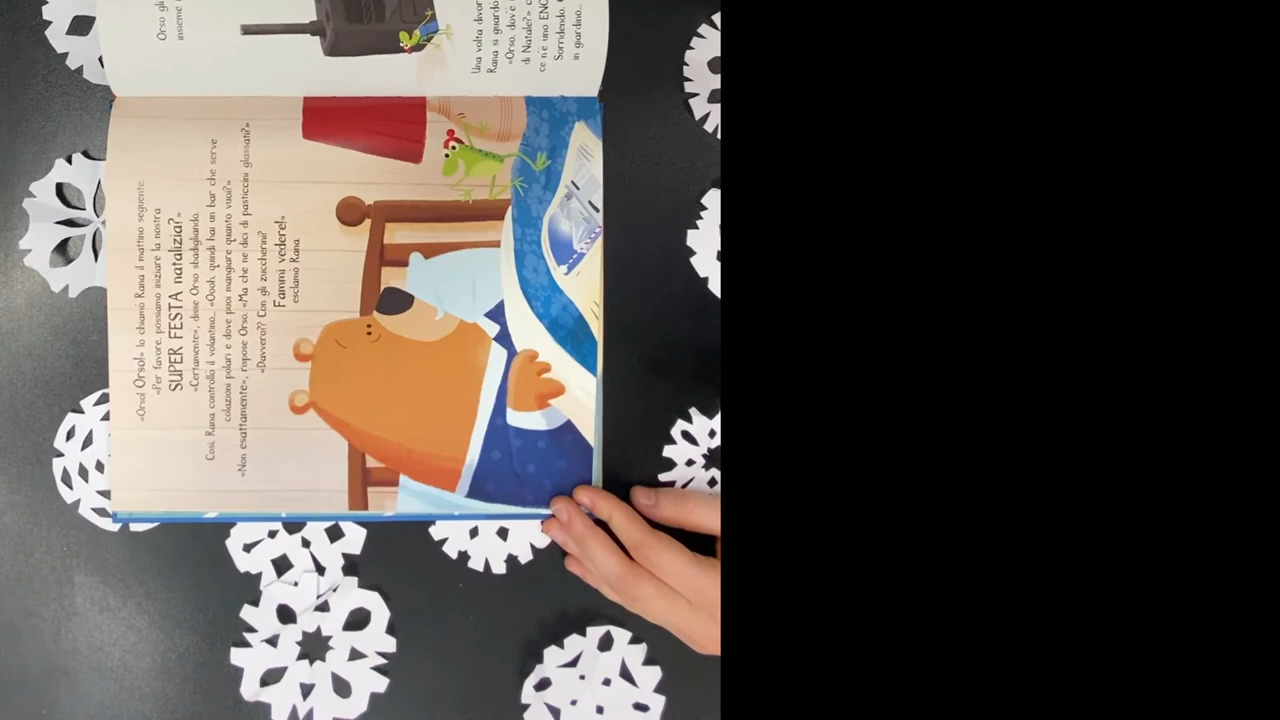 Orso gli
insieme
Una volta divor
Rana si guardò
«Orso, dov'è
di Natale?»
ce n'è uno ENO
Sorridendo,
in giardino...
«Orso! Orso!» lo chiamò Rana il mattino seguente.
«Per favore, possiamo iniziare la nostra
SUPER FESTA natalizia?»
«Certamente», disse Orso sbadigliando.
Così, Rana controllò il volantino... «Oooh, quindi hai un bar che serve
colazioni polari e dove puoi mangiare quanto vuoi?»
«Non esattamente», rispose Orso. «Ma che ne dici di pasticcini glassati?»
«Davvero?? Con gli zuccherini?
Fammi vedere!»
esclamò Rana.